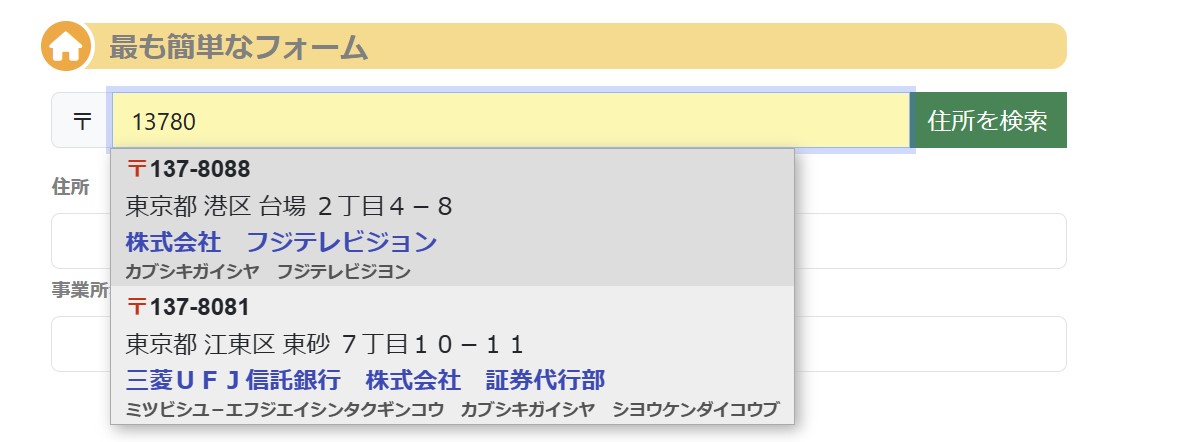 最も簡単なフォーム
〒 13780 住所を検索
〒137-8088
住所
東京都 港区 台場 ２丁目４－８
株式会社　フジテレビジョン
カブシキガイシヤ　フジテレビジヨン
事業所
〒137-8081
東京都 江東区 東砂 ７丁目１０－１１
三菱ＵＦＪ信託銀行　株式会社　証券代行部
ミツビシユ－エフジエイシンタクギンコウ　カブシキガイシヤ　シヨウケンダイコウブ